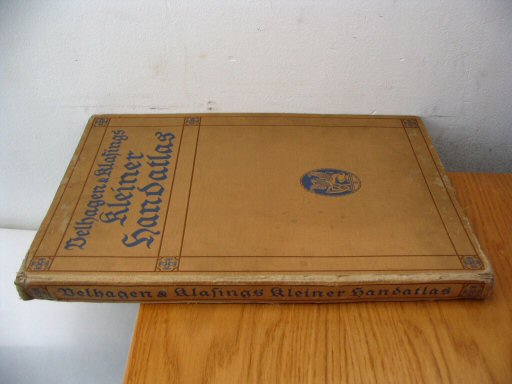 Velhagen & Klaſings
Kleiner
Handatlas
Velhagen & Klaſings Kleiner Handatlas